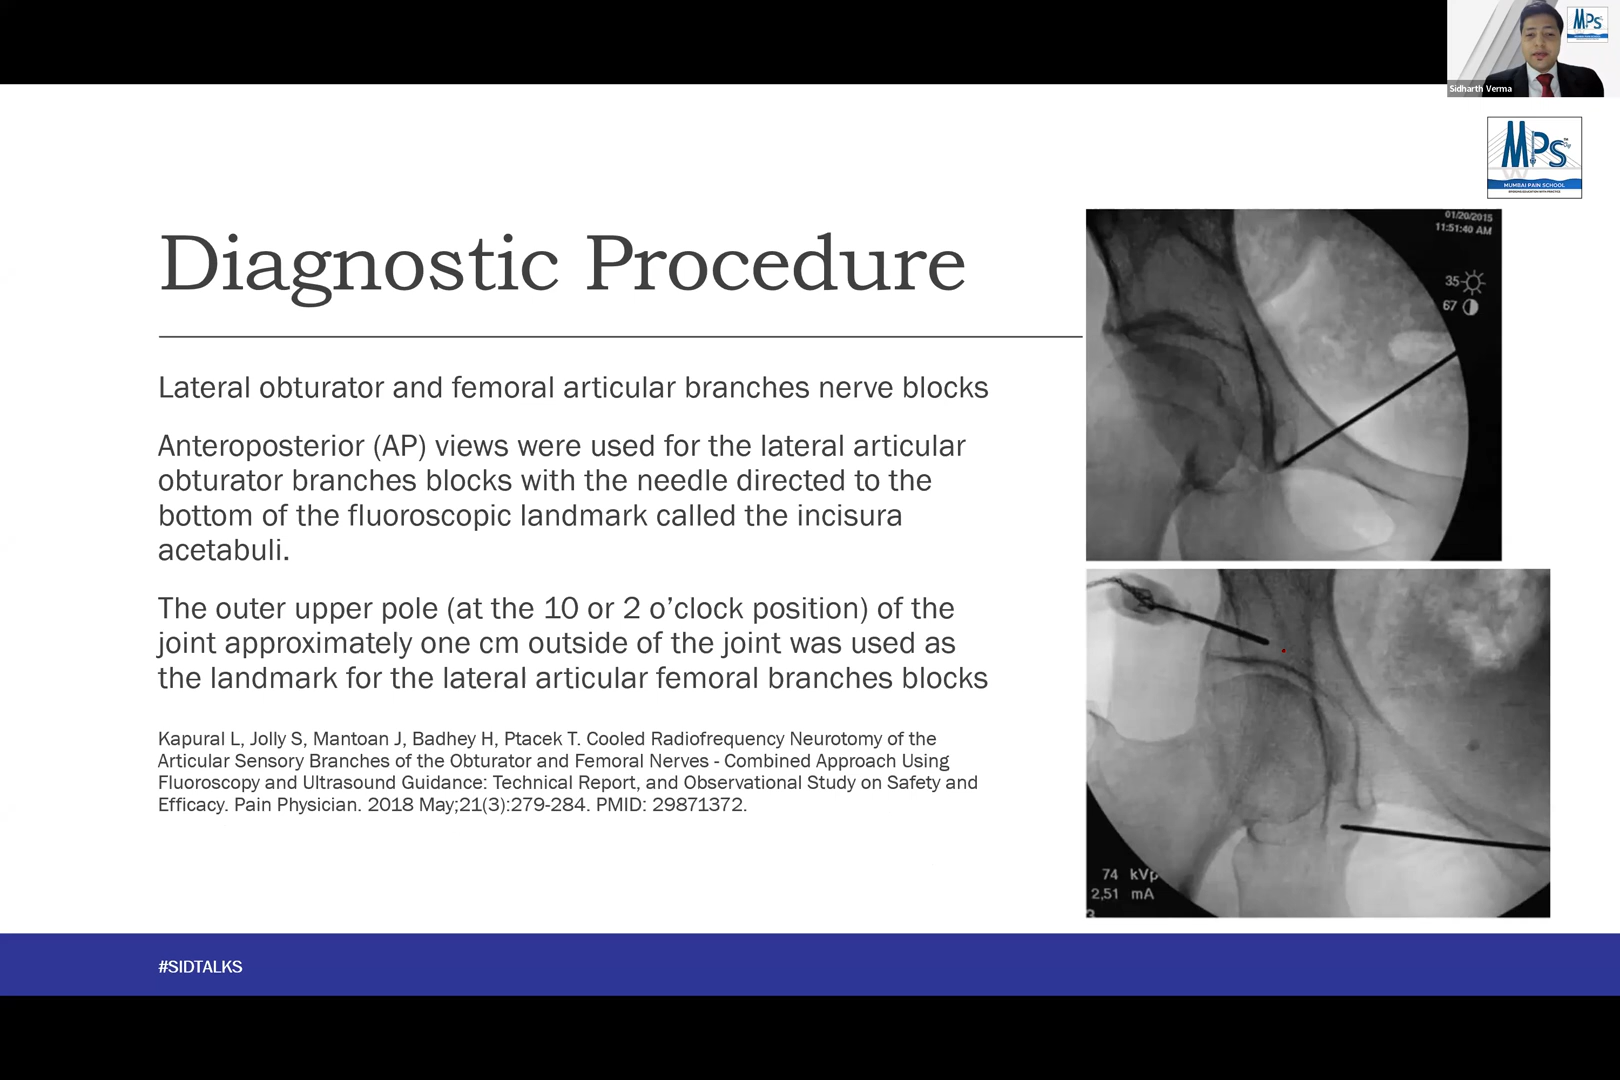 MPS
Sidharth Verma
MPS
MUMBAI PAIN SCHOOL
01/20/2015
11:51:40 AM
35
67
Diagnostic Procedure
Lateral obturator and femoral articular branches nerve blocks
Anteroposterior (AP) views were used for the lateral articular
obturator branches blocks with the needle directed to the
bottom of the fluoroscopic landmark called the incisura
acetabuli.
The outer upper pole (at the 10 or 2 o’clock position) of the
joint approximately one cm outside of the joint was used as
the landmark for the lateral articular femoral branches blocks
Kapural L, Jolly S, Mantoan J, Badhey H, Ptacek T. Cooled Radiofrequency Neurotomy of the
Articular Sensory Branches of the Obturator and Femoral Nerves - Combined Approach Using
Fluoroscopy and Ultrasound Guidance: Technical Report, and Observational Study on Safety and
Efficacy. Pain Physician. 2018 May;21(3):279-284. PMID: 29871372.
74 kVp
2,51 mA
3
#SIDTALKS